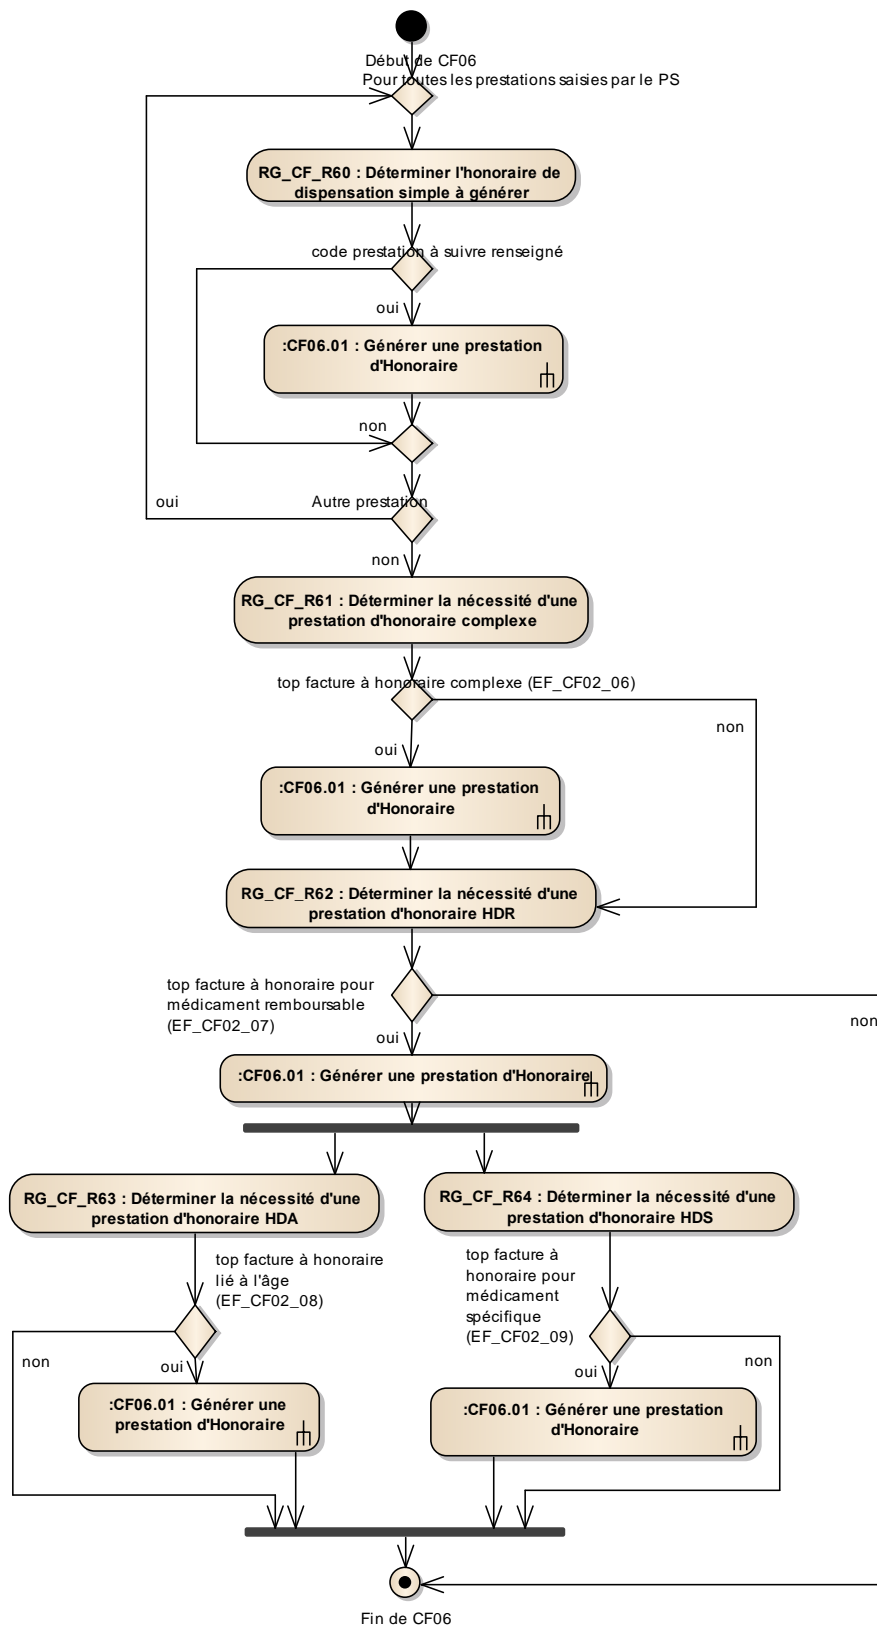 Début de CF06
Pour toutes les prestations saisies par le PS
RG_CF_R60 : Déterminer l'honoraire de
dispensation simple à générer
code prestation à suivre renseigné
oui
:CF06.01 : Générer une prestation
d'Honoraire
non
Autre prestation
oui
non
RG_CF_R61 : Déterminer la nécessité d'une
prestation d'honoraire complexe
top facture à honoraire complexe (EF_CF02_06)
non
oui
:CF06.01 : Générer une prestation
d'Honoraire
RG_CF_R62 : Déterminer la nécessité d'une
prestation d'honoraire HDR
top facture à honoraire pour
médicament remboursable
(EF_CF02_07)
non
oui
:CF06.01 : Générer une prestation d'Honoraire
RG_CF_R63 : Déterminer la nécessité d'une
prestation d'honoraire HDA
RG_CF_R64 : Déterminer la nécessité d'une
prestation d'honoraire HDS
top facture à honoraire
lié à l'âge
(EF_CF02_08)
top facture à
honoraire pour
médicament
spécifique
(EF_CF02_09)
non
oui
:CF06.01 : Générer une
prestation d'Honoraire
non
oui
:CF06.01 : Générer une prestation
d'Honoraire
Fin de CF06